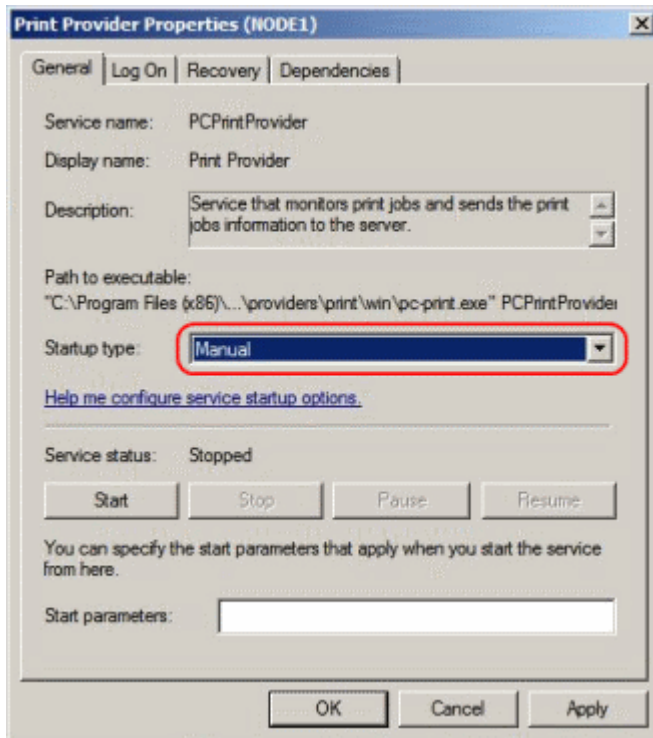 Print Provider Properties (NODE1)
General Log On Recovery Dependencies
Service name: PCPrintProvider
Display name: Print Provider
Description: Service that monitors print jobs and sends the print
jobs information to the server.
Path to executable:
"C:\Program Files (x86)\...\providers\print\win\pc-print.exe" PCPrintProvider
Startup type: Manual
Help me configure service startup options.
Service status: Stopped
Start Stop Pause Resume
You can specify the start parameters that apply when you start the service
from here.
Start parameters:
OK Cancel Apply